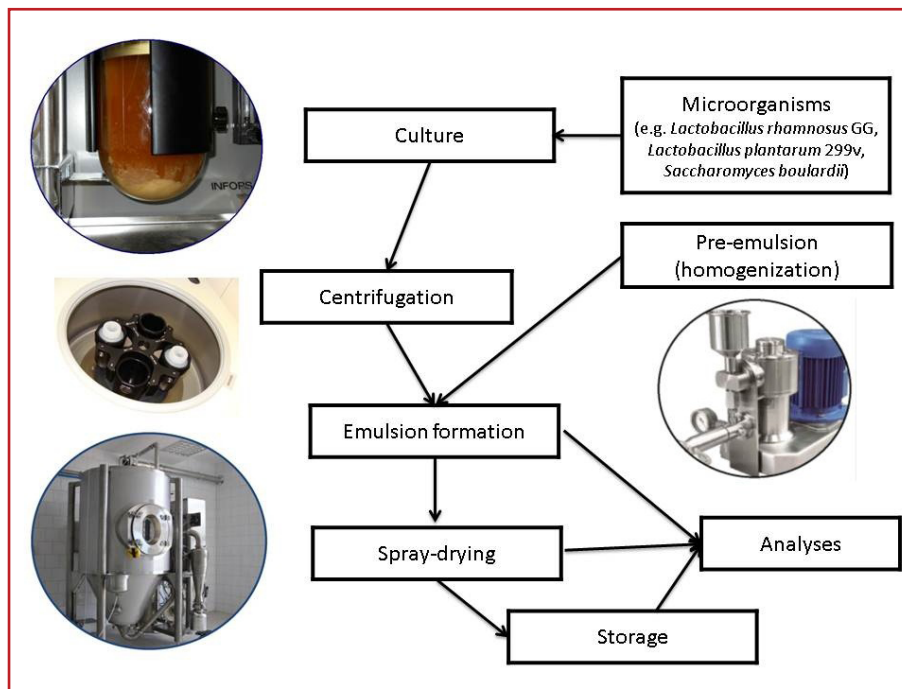 Microorganisms
(e.g. Lactobacillus rhamnosus GG,
Lactobacillus plantarum 299v,
Saccharomyces boulardii)
Culture
INFORS
Pre-emulsion
(homogenization)
Centrifugation
Emulsion formation
Spray-drying
Analyses
Storage